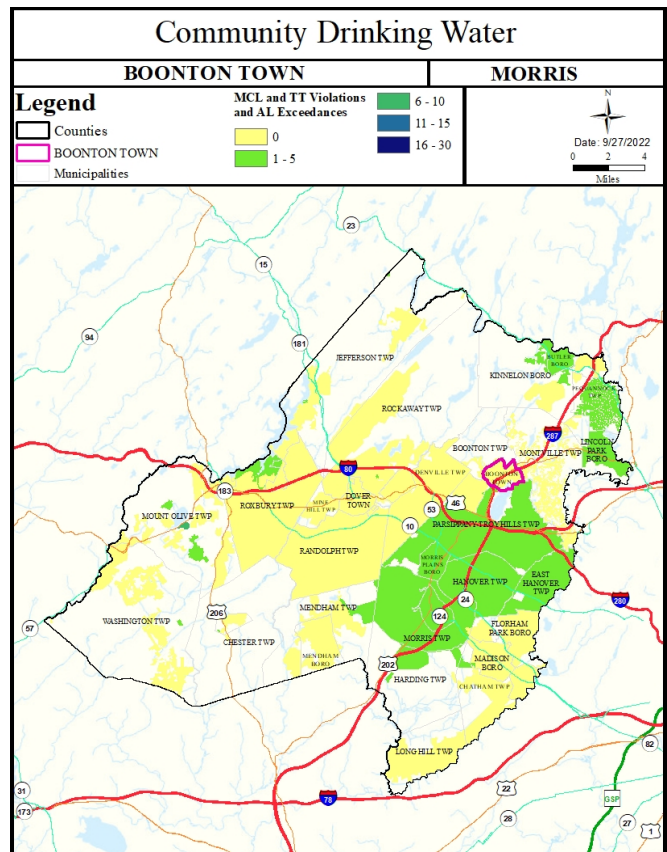 Community Drinking Water
BOONTON TOWN
MORRIS
Legend
Counties
BOONTON TOWN
Municipalities
MCL and TT Violations
and AL Exceedances
0
1 - 5
6 - 10
11 - 15
16 - 30
N
Date: 9/27/2022
0 2 4
Miles
23
15
94
181
JEFFERSON TWP
BUTLER
BORO
KINNELON BORO
PEQUANNOCK
TWP
ROCKAWAY TWP
287
LINCOLN
PARK
BORO
BOONTON TWP
MONTVILLE TWP
80
DENVILLE TWP
BOONTON
TOWN
183
MINE
HILL TWP
DOVER
TOWN
46
53
ROXBURY TWP
MOUNT OLIVE TWP
10
PARSIPPANY-TROY HILLS TWP
RANDOLPH TWP
MORRIS
PLAINS
BORO
HANOVER TWP
EAST
HANOVER
TWP
280
24
206
MENDHAM TWP
124
57
WASHINGTON TWP
FLORHAM
PARK BORO
CHESTER TWP
MORRIS TWP
MENDHAM
BORO
202
MADISON
BORO
HARDING TWP
CHATHAM TWP
82
LONG HILL TWP
31
173
78
22
GSP
28
27
1